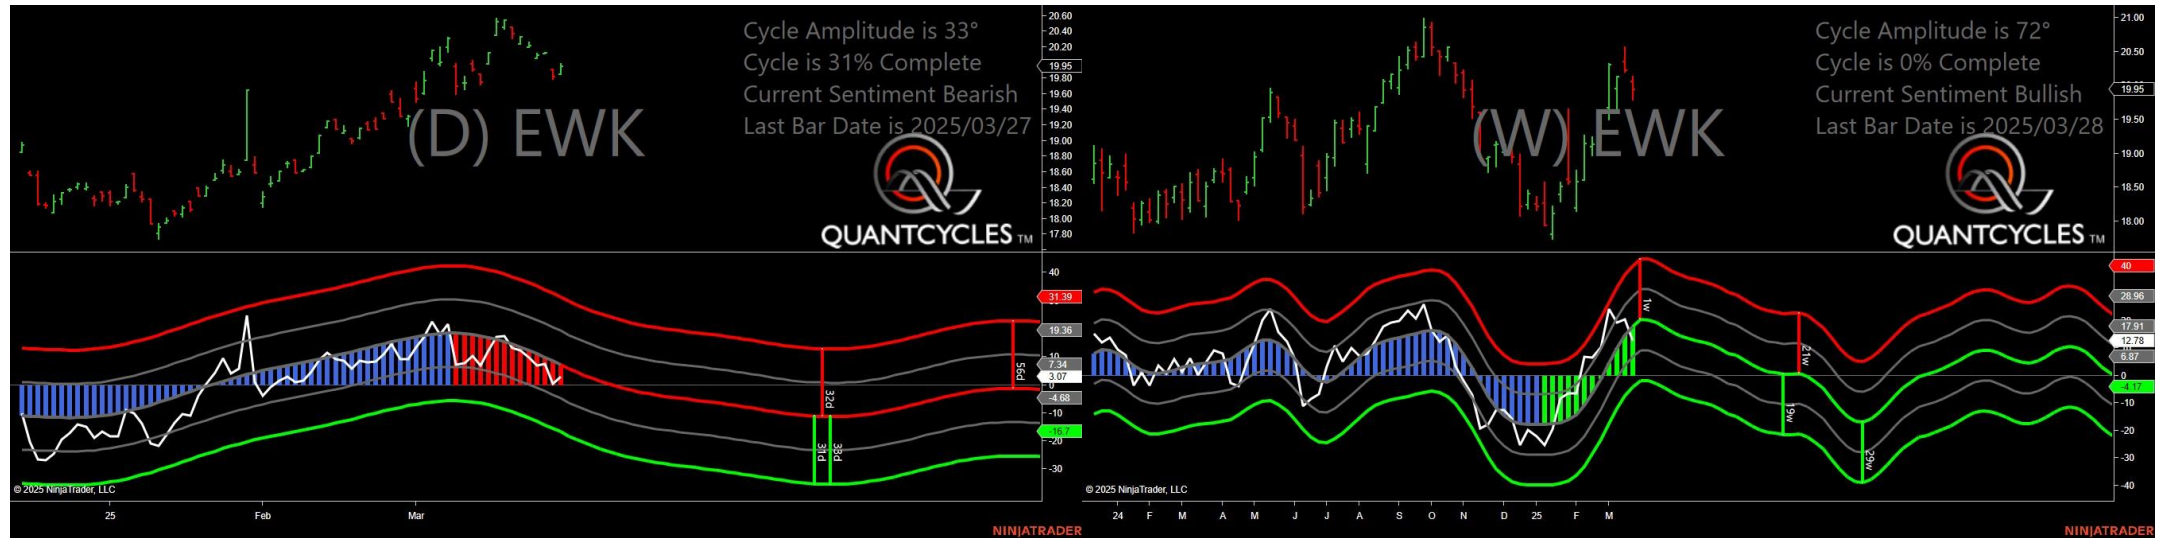 Cycle Amplitude is 33°
Cycle is 31% Complete
Current Sentiment Bearish
Last Bar Date is 2025/03/27
(D) EWK
QUANTCYCLES TM
20.60
20.40
20.20
19.95
19.80
19.60
19.40
19.20
19.00
18.80
18.60
18.40
18.20
18.00
17.80
40
31.39
19.36
10
7.34
3.07
0
-4.68
-10
-16.7
-20
-30
32d
31d
33d
56d
© 2025 NinjaTrader, LLC
25 Feb Mar
NINJATRADER
Cycle Amplitude is 72°
Cycle is 0% Complete
Current Sentiment Bullish
Last Bar Date is 2025/03/28
(W) EWK
QUANTCYCLES TM
21.00
20.50
19.95
19.50
19.00
18.50
18.00
40
28.96
17.91
12.78
6.87
0
-4.17
-10
-20
-30
-40
1w
21w
19w
29w
© 2025 NinjaTrader, LLC
24 F M A M J J A S O N D 25 F M
NINJATRADER